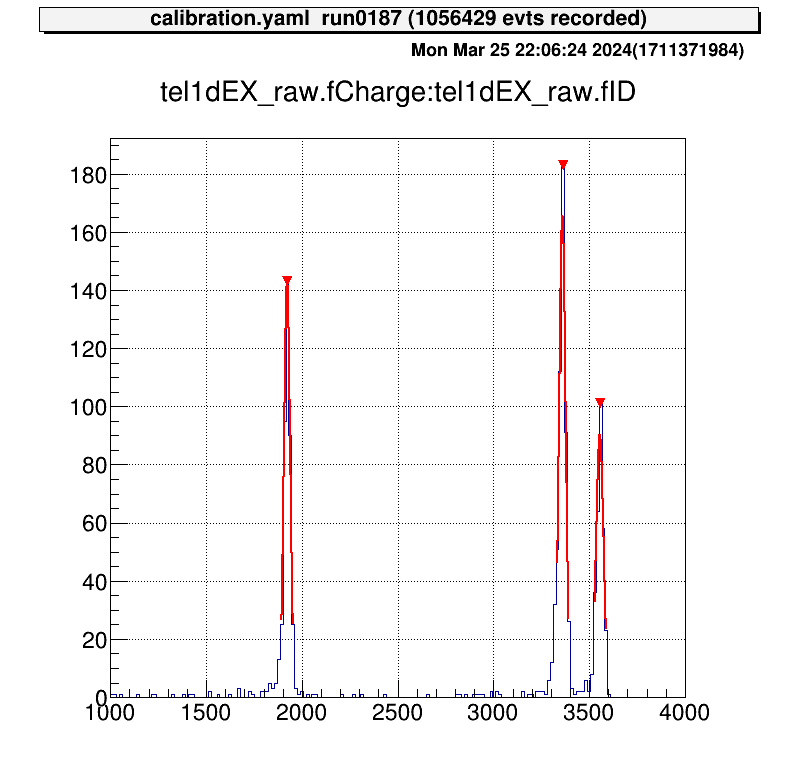 calibration.yaml run0187 (1056429 evts recorded)
Mon Mar 25 22:06:24 2024(1711371984)
tel1dEX_raw.fCharge:tel1dEX_raw.fID
180
160
140
120
100
80
60
40
20
0
1000 1500 2000 2500 3000 3500 4000